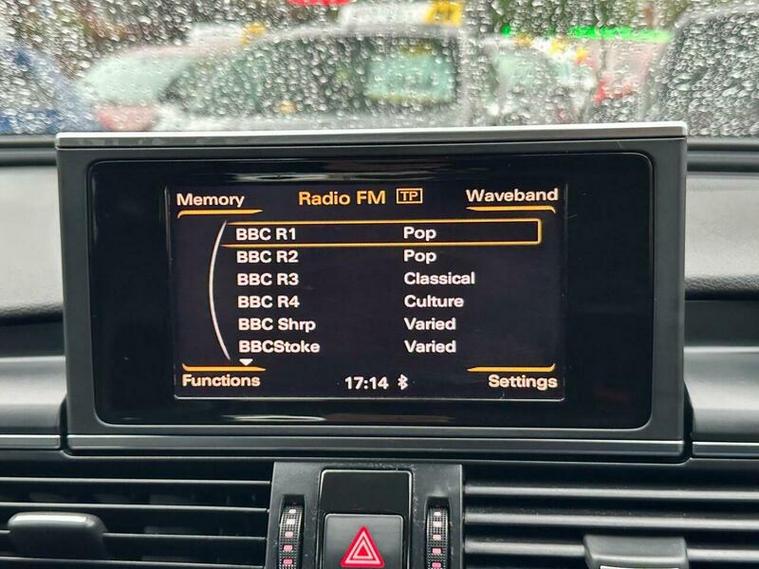 Memory Radio FM TP Waveband
BBC R1 Pop
BBC R2 Pop
BBC R3 Classical
BBC R4 Culture
BBC Shrp Varied
BBCStoke Varied
Functions 17:14 Settings